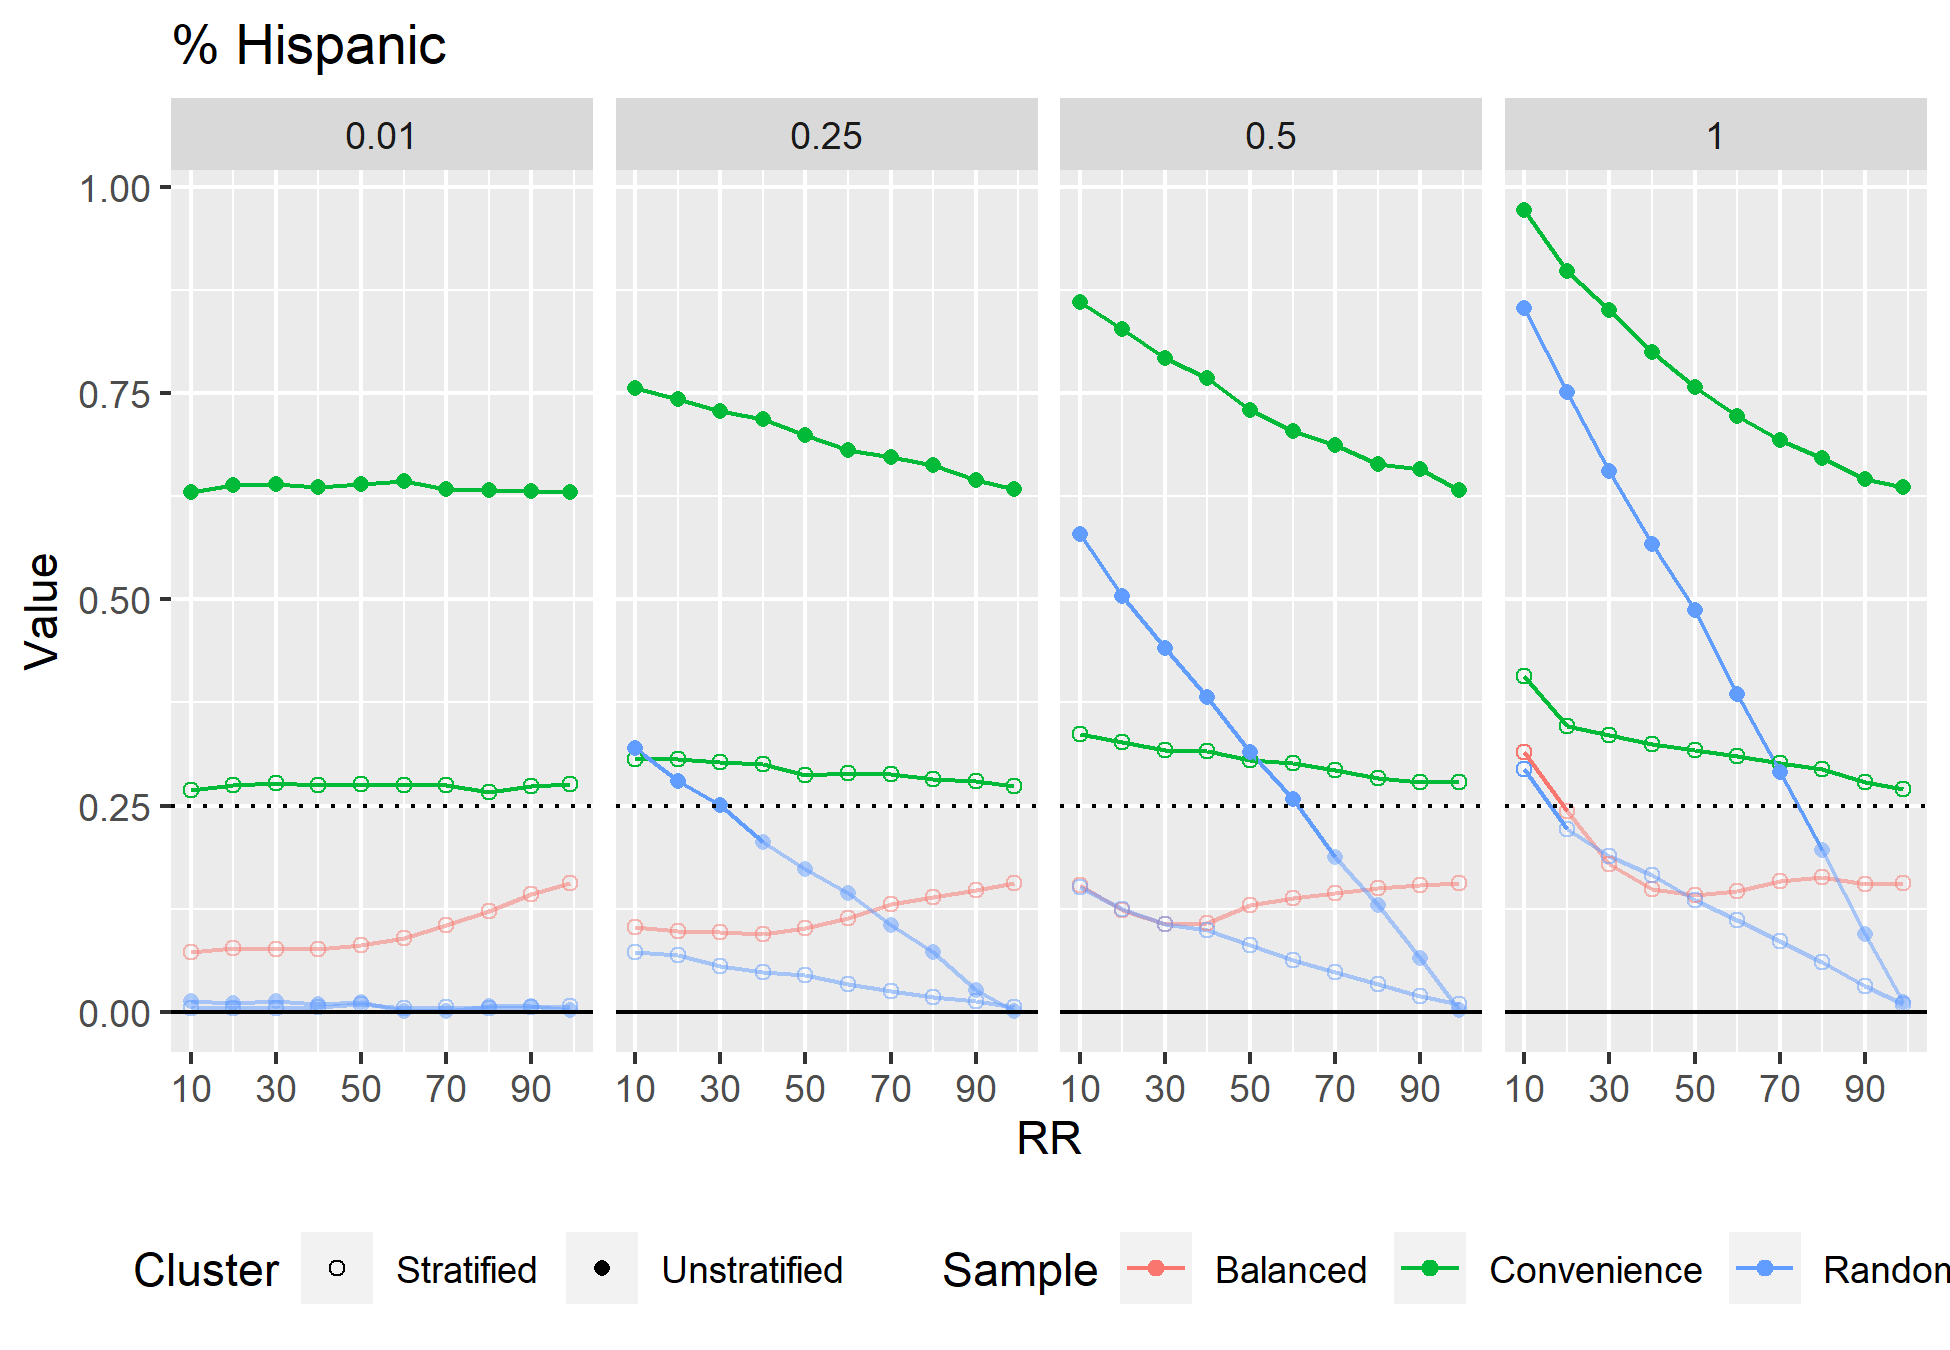 % Hispanic
0.01 0.25 0.5 1
1.00
0.75
0.50
0.25
0.00
Value
10 30 50 70 90 10 30 50 70 90 10 30 50 70 90 10 30 50 70 90
RR
Cluster Stratified Unstratified Sample Balanced Convenience Random